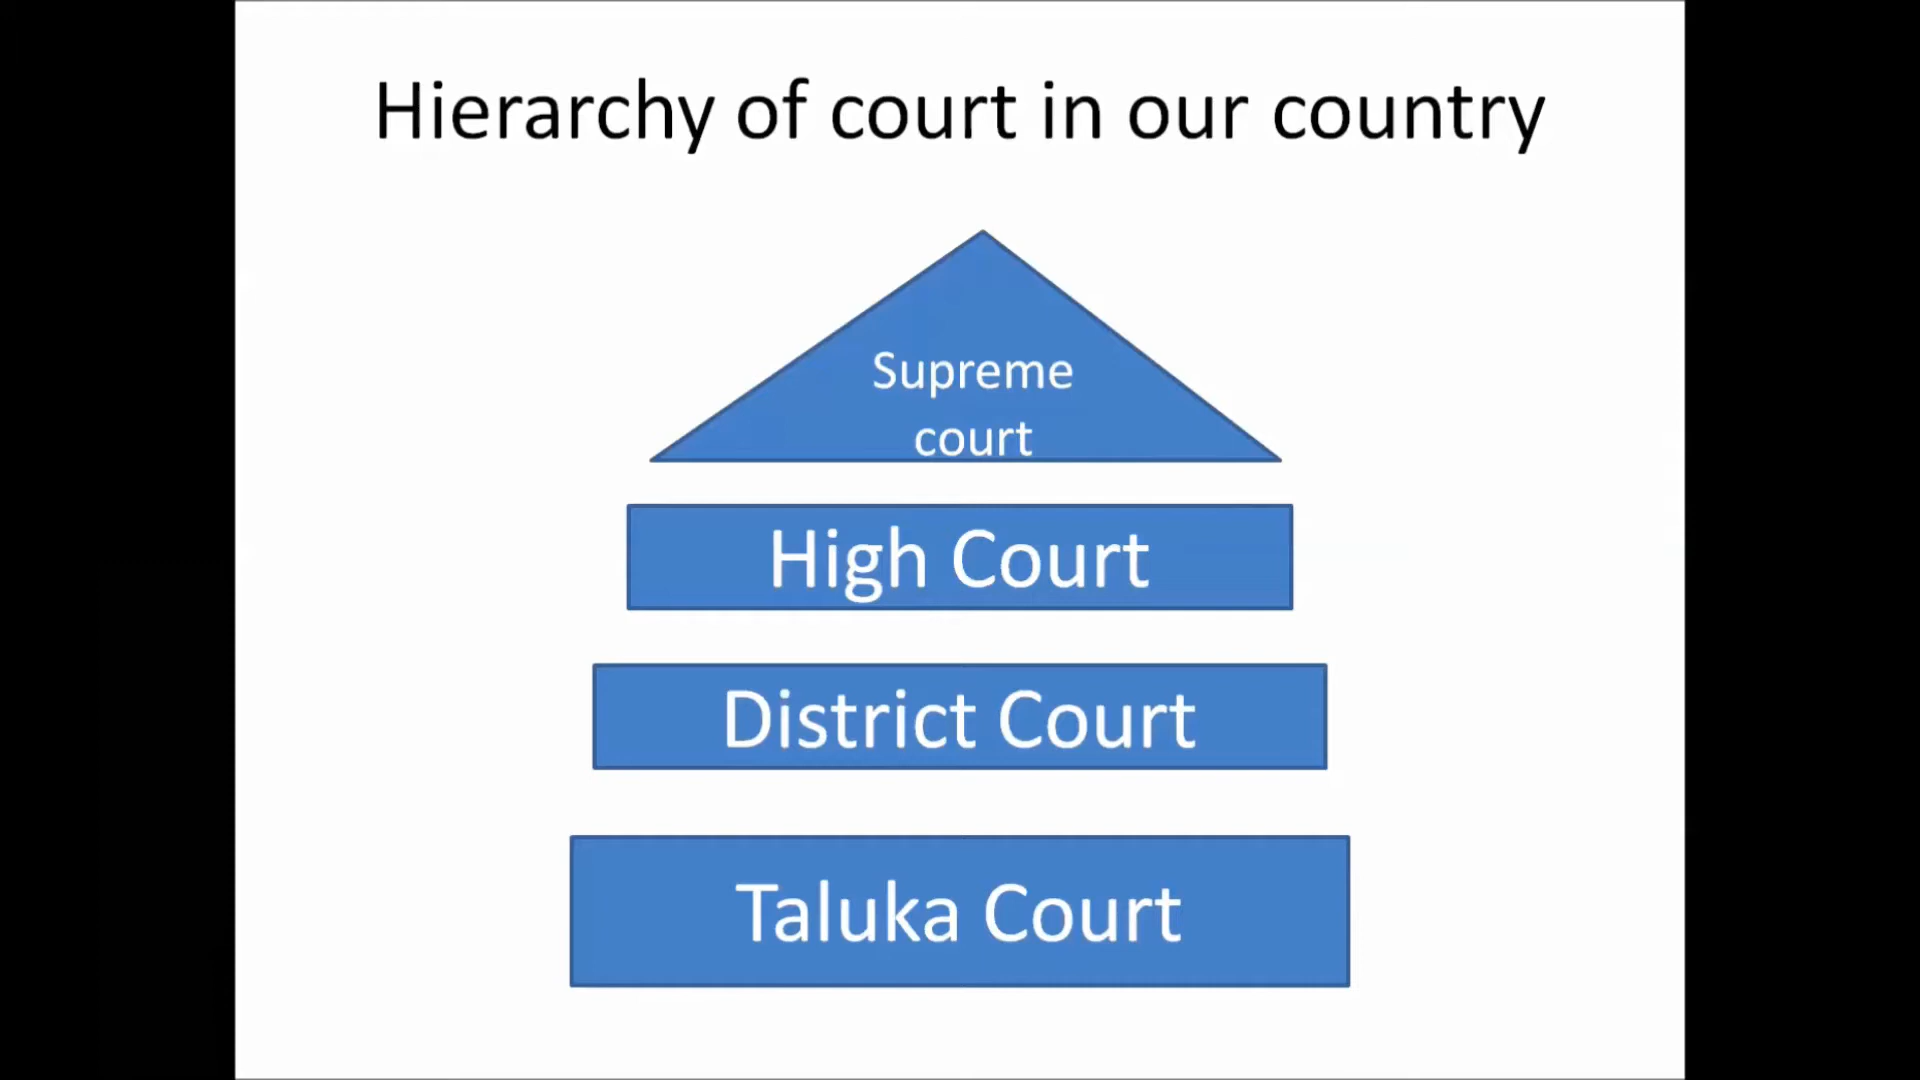 Hierarchy of court in our country
Supreme
court
High Court
District Court
Taluka Court